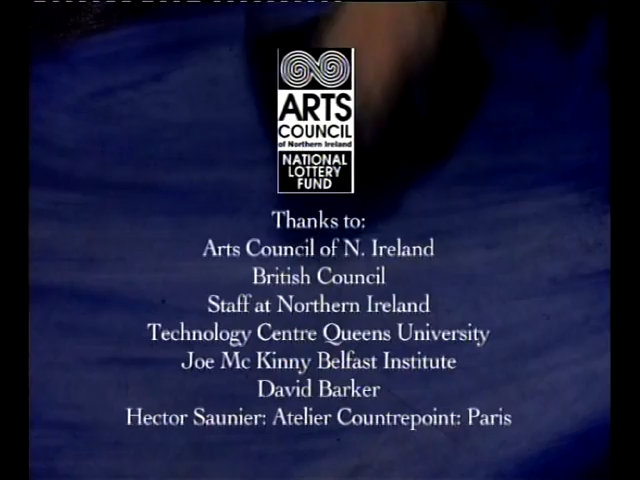 ARTS
COUNCIL
of Northern Ireland
NATIONAL
LOTTERY
FUND
Thanks to:
Arts Council of N. Ireland
British Council
Staff at Northern Ireland
Technology Centre Queens University
Joe Mc Kinny Belfast Institute
David Barker
Hector Saunier: Atelier Countrepoint: Paris